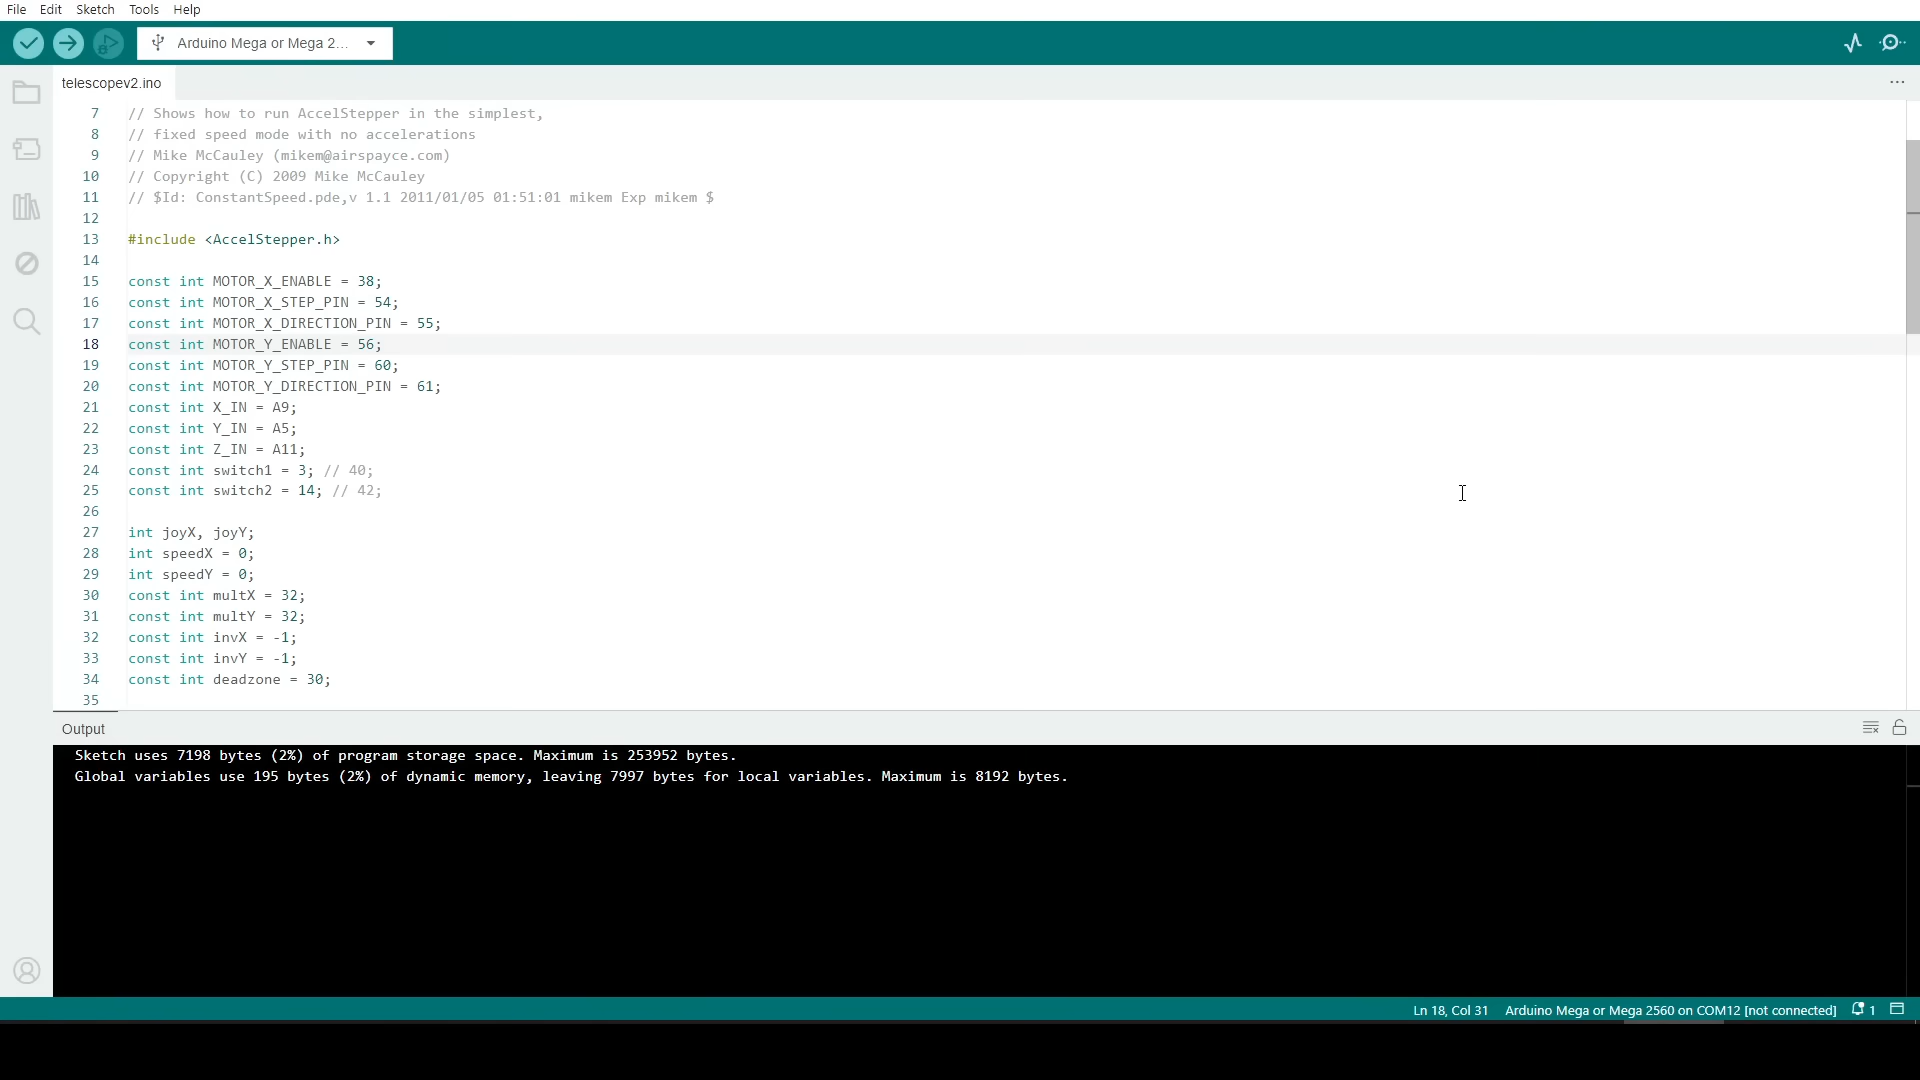 File Edit Sketch Tools Help
Arduino Mega or Mega 2...
telescopev2.ino
7 // Shows how to run AccelStepper in the simplest,
8 // fixed speed mode with no accelerations
9 // Mike McCauley (mikem@airspayce.com)
10 // Copyright (C) 2009 Mike McCauley
11 // $Id: ConstantSpeed.pde,v 1.1 2011/01/05 01:51:01 mikem Exp mikem $
12
13 #include <AccelStepper.h>
14
15 const int MOTOR_X_ENABLE = 38;
16 const int MOTOR_X_STEP_PIN = 54;
17 const int MOTOR_X_DIRECTION_PIN = 55;
18 const int MOTOR_Y_ENABLE = 56;
19 const int MOTOR_Y_STEP_PIN = 60;
20 const int MOTOR_Y_DIRECTION_PIN = 61;
21 const int X_IN = A9;
22 const int Y_IN = A5;
23 const int Z_IN = A11;
24 const int switch1 = 3; // 40;
25 const int switch2 = 14; // 42;
26
27 int joyX, joyY;
28 int speedX = 0;
29 int speedY = 0;
30 const int multX = 32;
31 const int multY = 32;
32 const int invX = -1;
33 const int invY = -1;
34 const int deadzone = 30;
35
Output
Sketch uses 7198 bytes (2%) of program storage space. Maximum is 253952 bytes.
Global variables use 195 bytes (2%) of dynamic memory, leaving 7997 bytes for local variables. Maximum is 8192 bytes.
Ln 18, Col 31 Arduino Mega or Mega 2560 on COM12 [not connected] 1